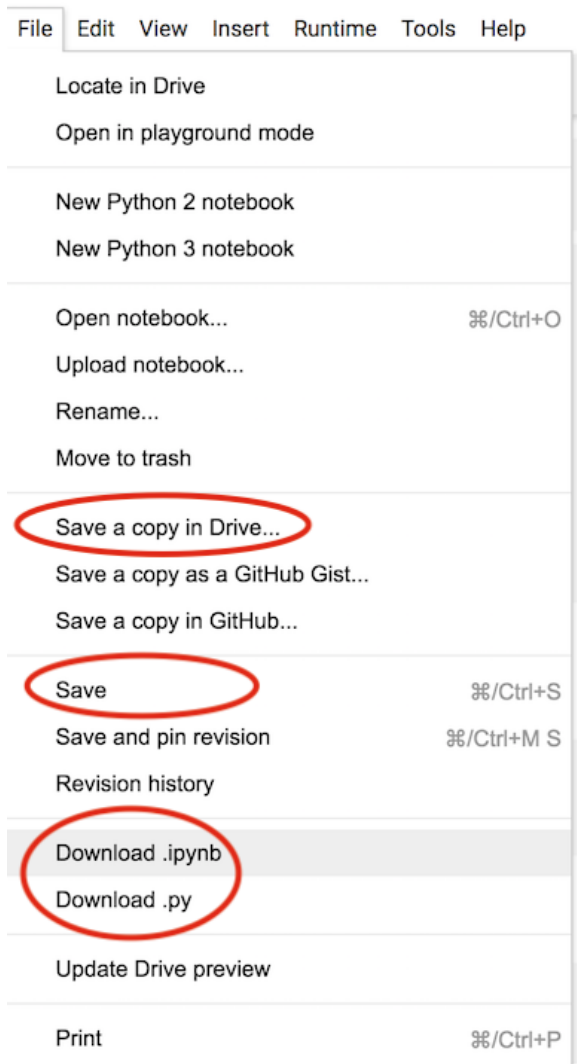 File Edit View Insert Runtime Tools Help
Locate in Drive
Open in playground mode
New Python 2 notebook
New Python 3 notebook
Open notebook... ⌘/Ctrl+O
Upload notebook...
Rename...
Move to trash
Save a copy in Drive...
Save a copy as a GitHub Gist...
Save a copy in GitHub...
Save ⌘/Ctrl+S
Save and pin revision ⌘/Ctrl+M S
Revision history
Download .ipynb
Download .py
Update Drive preview
Print ⌘/Ctrl+P